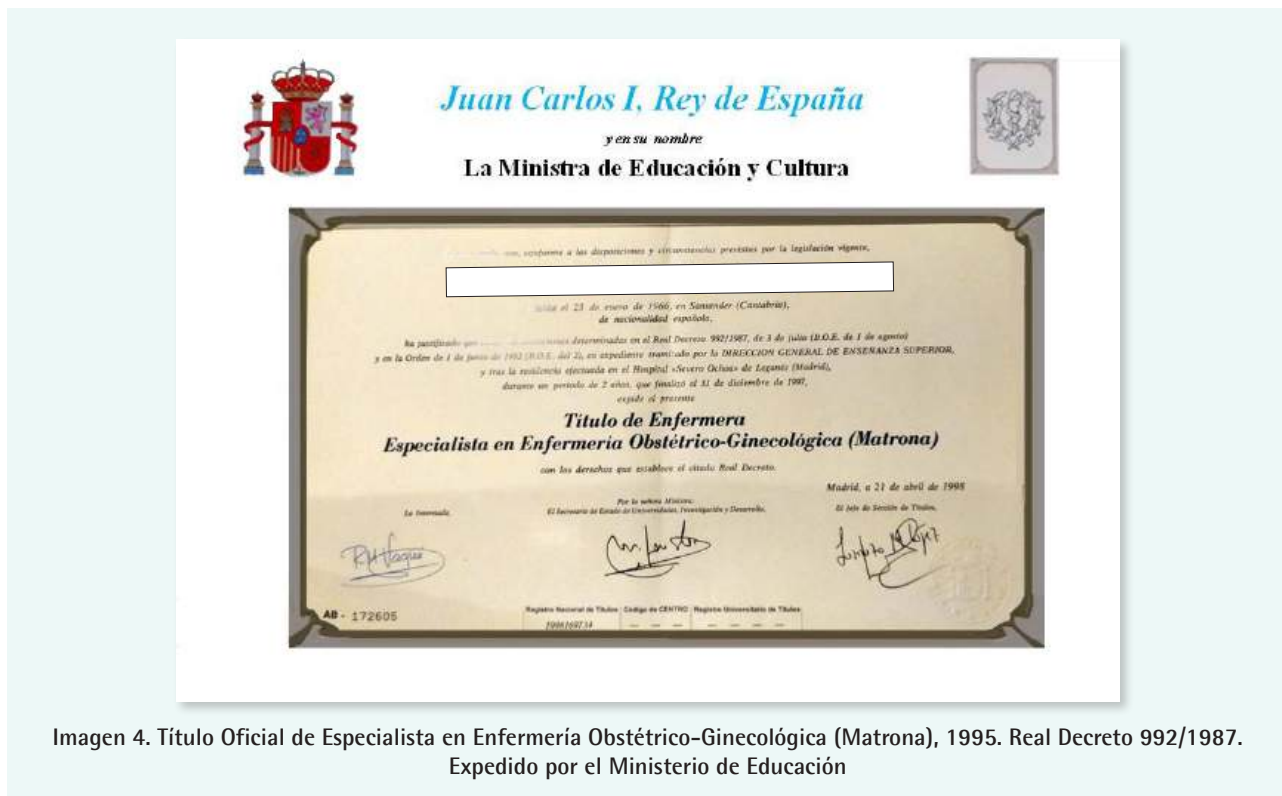 Juan Carlos I, Rey de España
y en su nombre
La Ministra de Educación y Cultura
conforme a las disposiciones y circunstancias previstas por la legislación vigente,
el 23 de enero de 1966, en Santander (Cantabria),
de nacionalidad española,
ha justificado que determinadas en el Real Decreto 992/1987, de 3 de julio (B.O.E. de 1 de agosto)
y en la Orden de 1 de junio de 1992 (B.O.E. del 2), en expediente tramitado por la DIRECCION GENERAL DE ENSEÑANZA SUPERIOR,
y tras la residencia efectuada en el Hospital «Severo Ochoa» de Leganés (Madrid),
durante un período de 2 años, que finalizó el 31 de diciembre de 1997,
expide el presente
Título de Enfermera
Especialista en Enfermería Obstétrico-Ginecológica (Matrona)
con los derechos que establece el citado Real Decreto.
Madrid, a 21 de abril de 1998
La Interesada,
Por la señora Ministra:
El Secretario de Estado de Universidades, Investigación y Desarrollo,
El Jefe de Sección de Títulos,
AB - 172605
Registro Nacional de Títulos Código de CENTRO Registro Universitario de Títulos
Imagen 4. Título Oficial de Especialista en Enfermería Obstétrico-Ginecológica (Matrona), 1995. Real Decreto 992/1987.
Expedido por el Ministerio de Educación